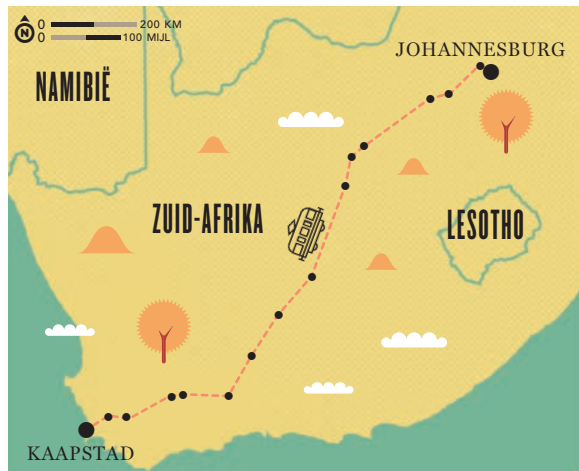 N
0 200 KM
0 100 MIJL
JOHANNESBURG
NAMIBIË
ZUID-AFRIKA
LESOTHO
KAAPSTAD